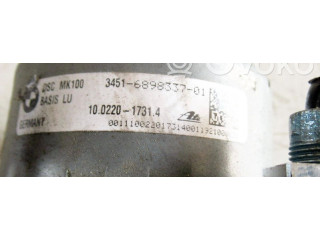 DSC MK100
BASIS LU
3451-6898337-01
10.0220-1731.4
GERMANY